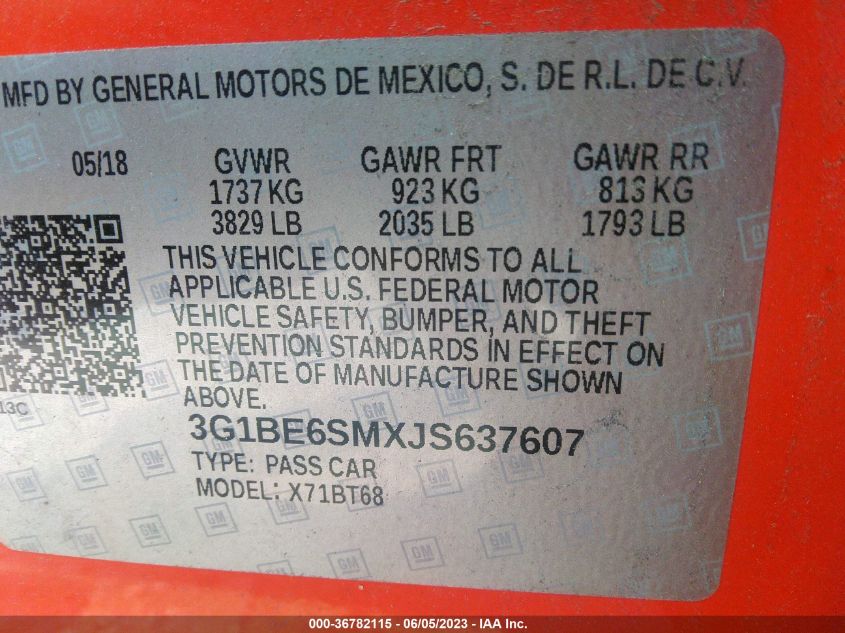 MFD BY GENERAL MOTORS DE MEXICO, S. DE R.L. DE C.V.
05/18 GVWR GAWR FRT GAWR RR
1737 KG 923 KG 813 KG
3829 LB 2035 LB 1793 LB
THIS VEHICLE CONFORMS TO ALL
APPLICABLE U.S. FEDERAL MOTOR
VEHICLE SAFETY, BUMPER, AND THEFT
PREVENTION STANDARDS IN EFFECT ON
THE DATE OF MANUFACTURE SHOWN
ABOVE.
13C
3G1BE6SMXJS637607
TYPE: PASS CAR
MODEL: X71BT68
GM
000-36782115 - 06/05/2023 - IAA Inc.